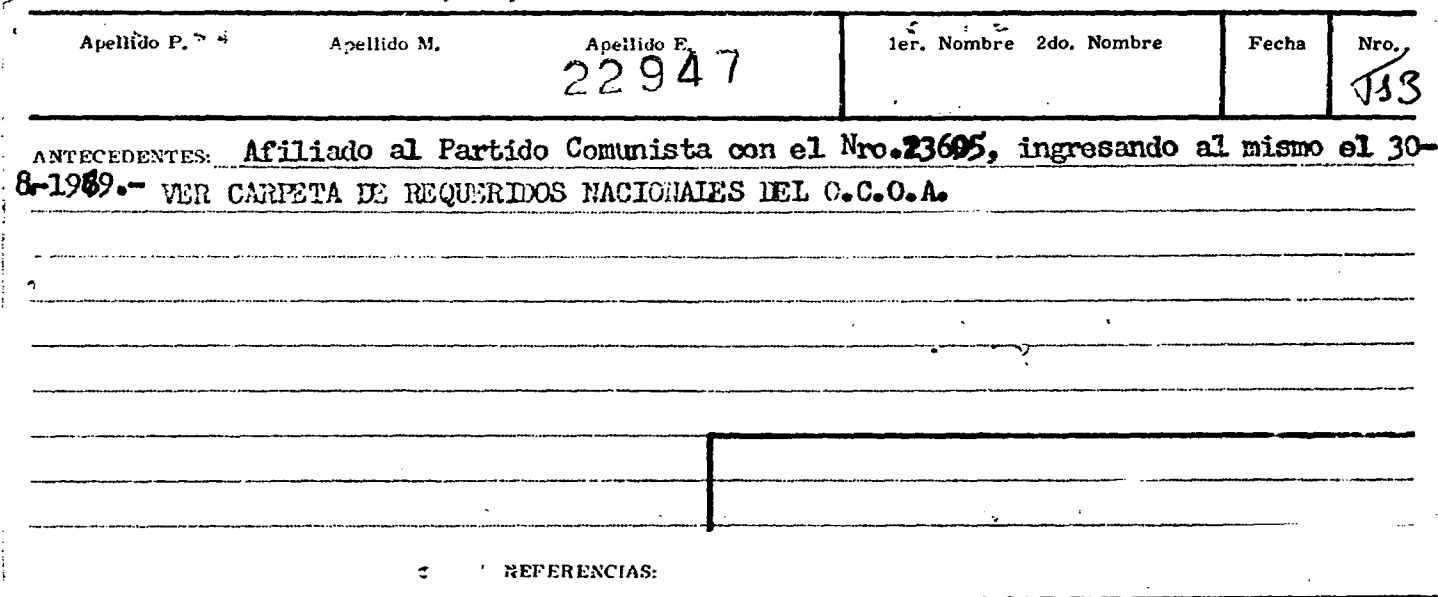 Apellido P. Apellido M. Apellido E. 1er. Nombre 2do. Nombre Fecha Nro.
22947
ANTECEDENTES: Afiliado al Partido Comunista con el Nro.23605, ingresando al mismo el 30-
8-1969.- VER CARPETA DE REQUERIDOS NACIONALES DEL O.C.O.A.
REFERENCIAS: